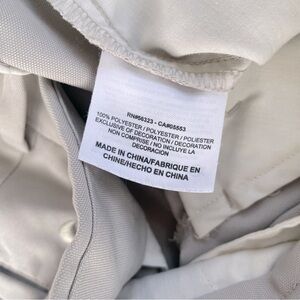 RN#56323 - CA#05553
100% POLYESTER / POLYESTER / POLIESTER
EXCLUSIVE OF DECORATION / DECORATION
NON COMPRISE / NO INCLUYE LA
DECORACION
MADE IN CHINA/FABRIQUE EN
CHINE/HECHO EN CHINA